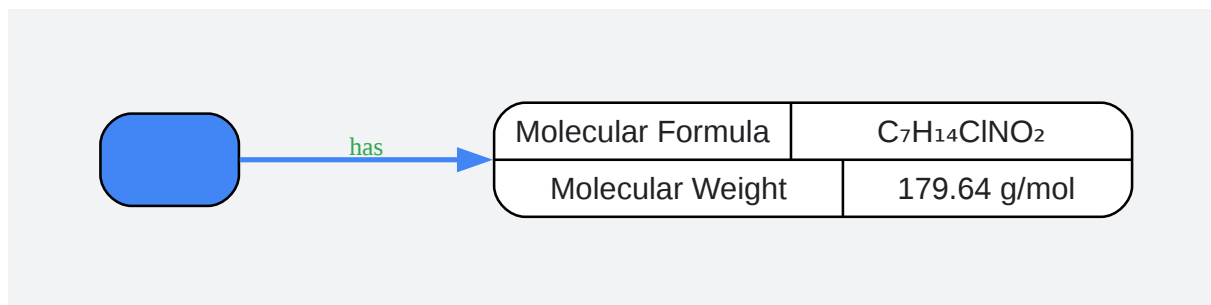 has
Molecular Formula C₇H₁₄ClNO₂
Molecular Weight 179.64 g/mol